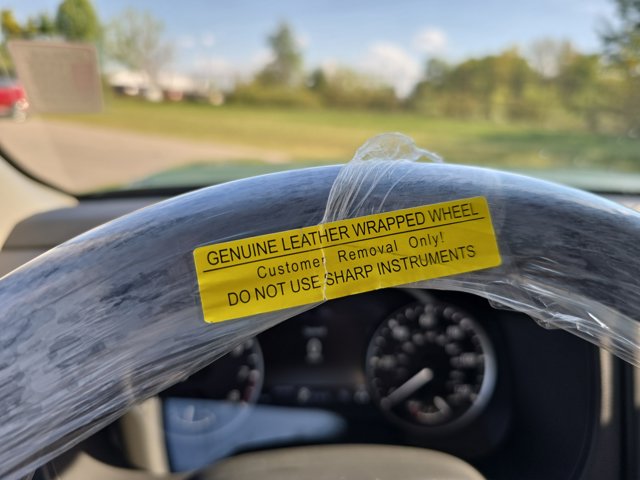 GENUINE LEATHER WRAPPED WHEEL
Customer Removal Only!
DO NOT USE SHARP INSTRUMENTS